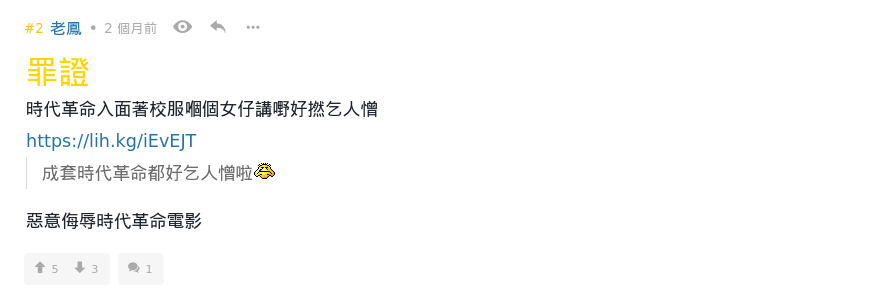 #2 老鳳 • 2 個月前
罪證
時代革命入面著校服嗰個女仔講嘢好撚乞人憎
https://lih.kg/iEvEJT
成套時代革命都好乞人憎啦
惡意侮辱時代革命電影
5 3 1